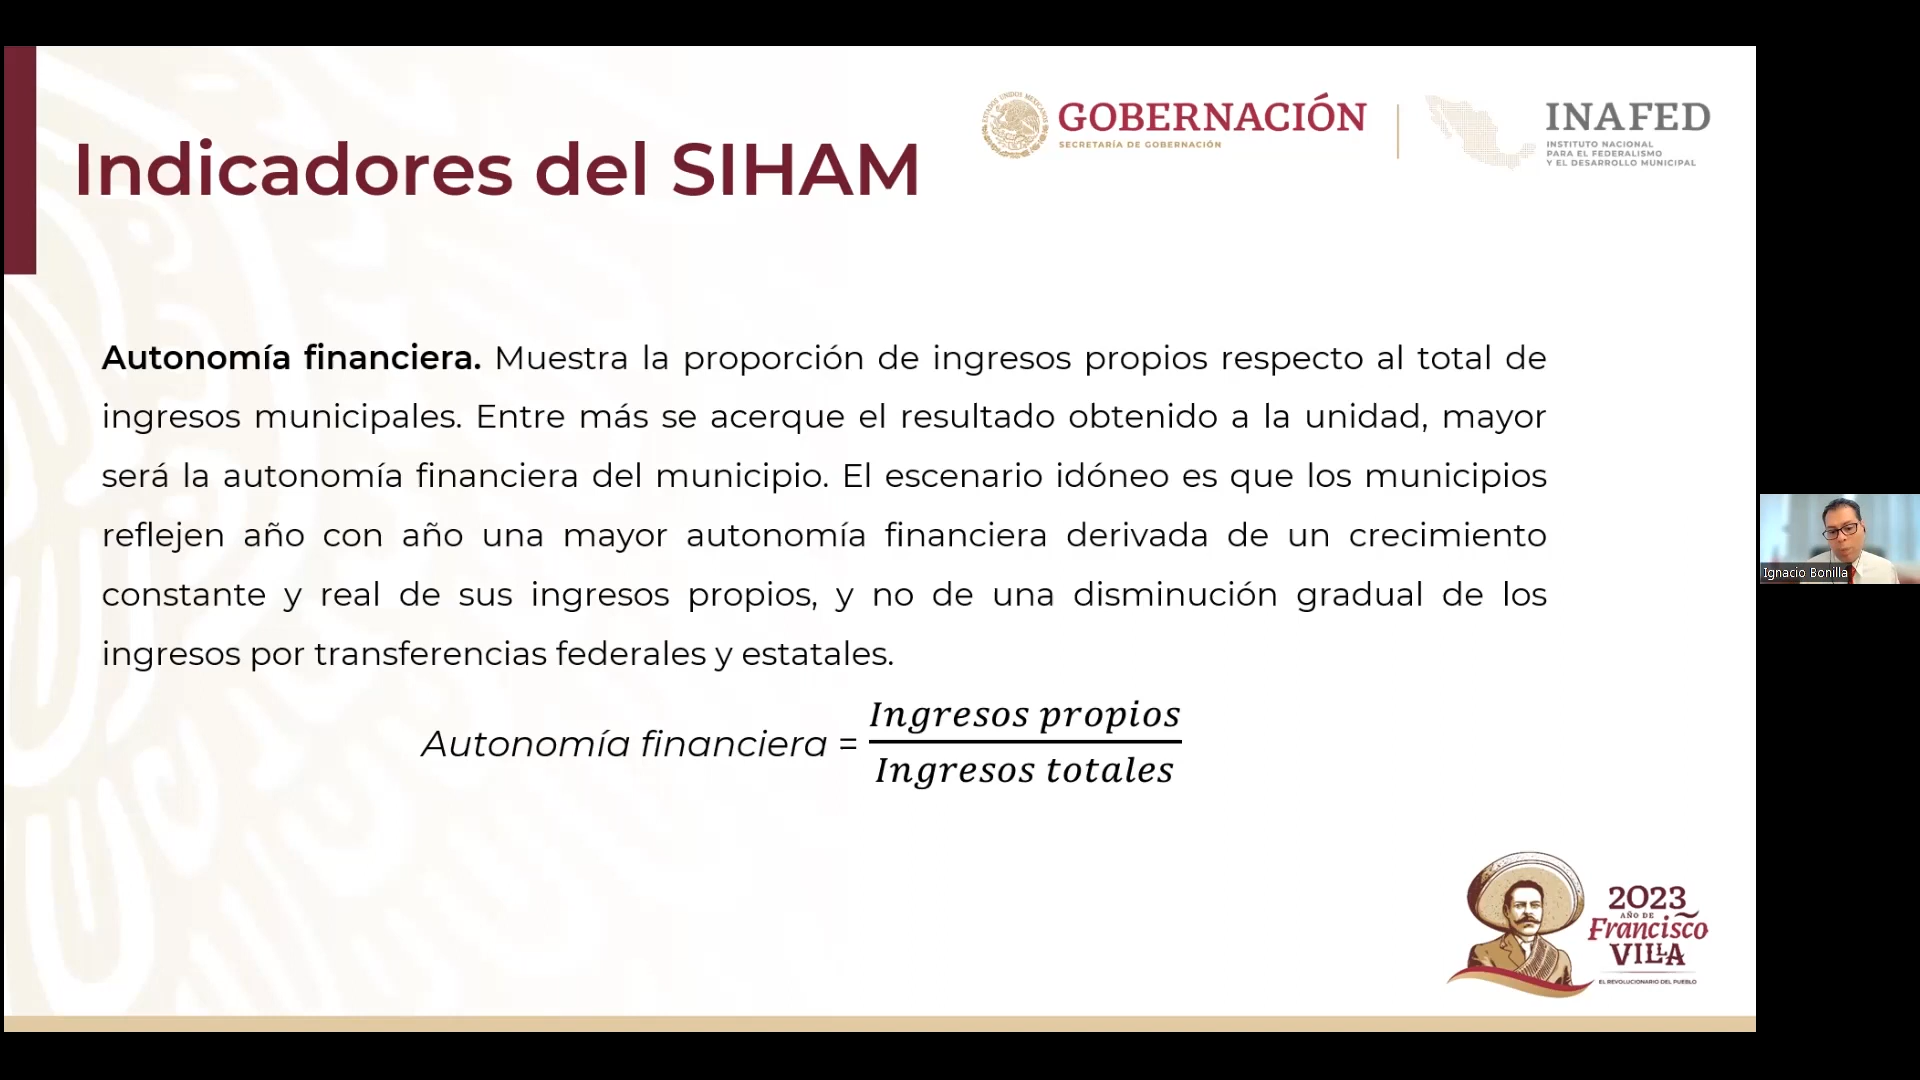 ESTADOS UNIDOS MEXICANOS
GOBERNACIÓN
SECRETARÍA DE GOBERNACIÓN
INAFED
INSTITUTO NACIONAL
PARA EL FEDERALISMO
Y EL DESARROLLO MUNICIPAL
Indicadores del SIHAM
Autonomía financiera. Muestra la proporción de ingresos propios respecto al total de
ingresos municipales. Entre más se acerque el resultado obtenido a la unidad, mayor
será la autonomía financiera del municipio. El escenario idóneo es que los municipios
reflejen año con año una mayor autonomía financiera derivada de un crecimiento
constante y real de sus ingresos propios, y no de una disminución gradual de los
ingresos por transferencias federales y estatales.
Autonomía financiera = Ingresos propios
Ingresos totales
Ignacio Bonilla
2023
AÑO DE
Francisco
VILLA
EL REVOLUCIONARIO DEL PUEBLO